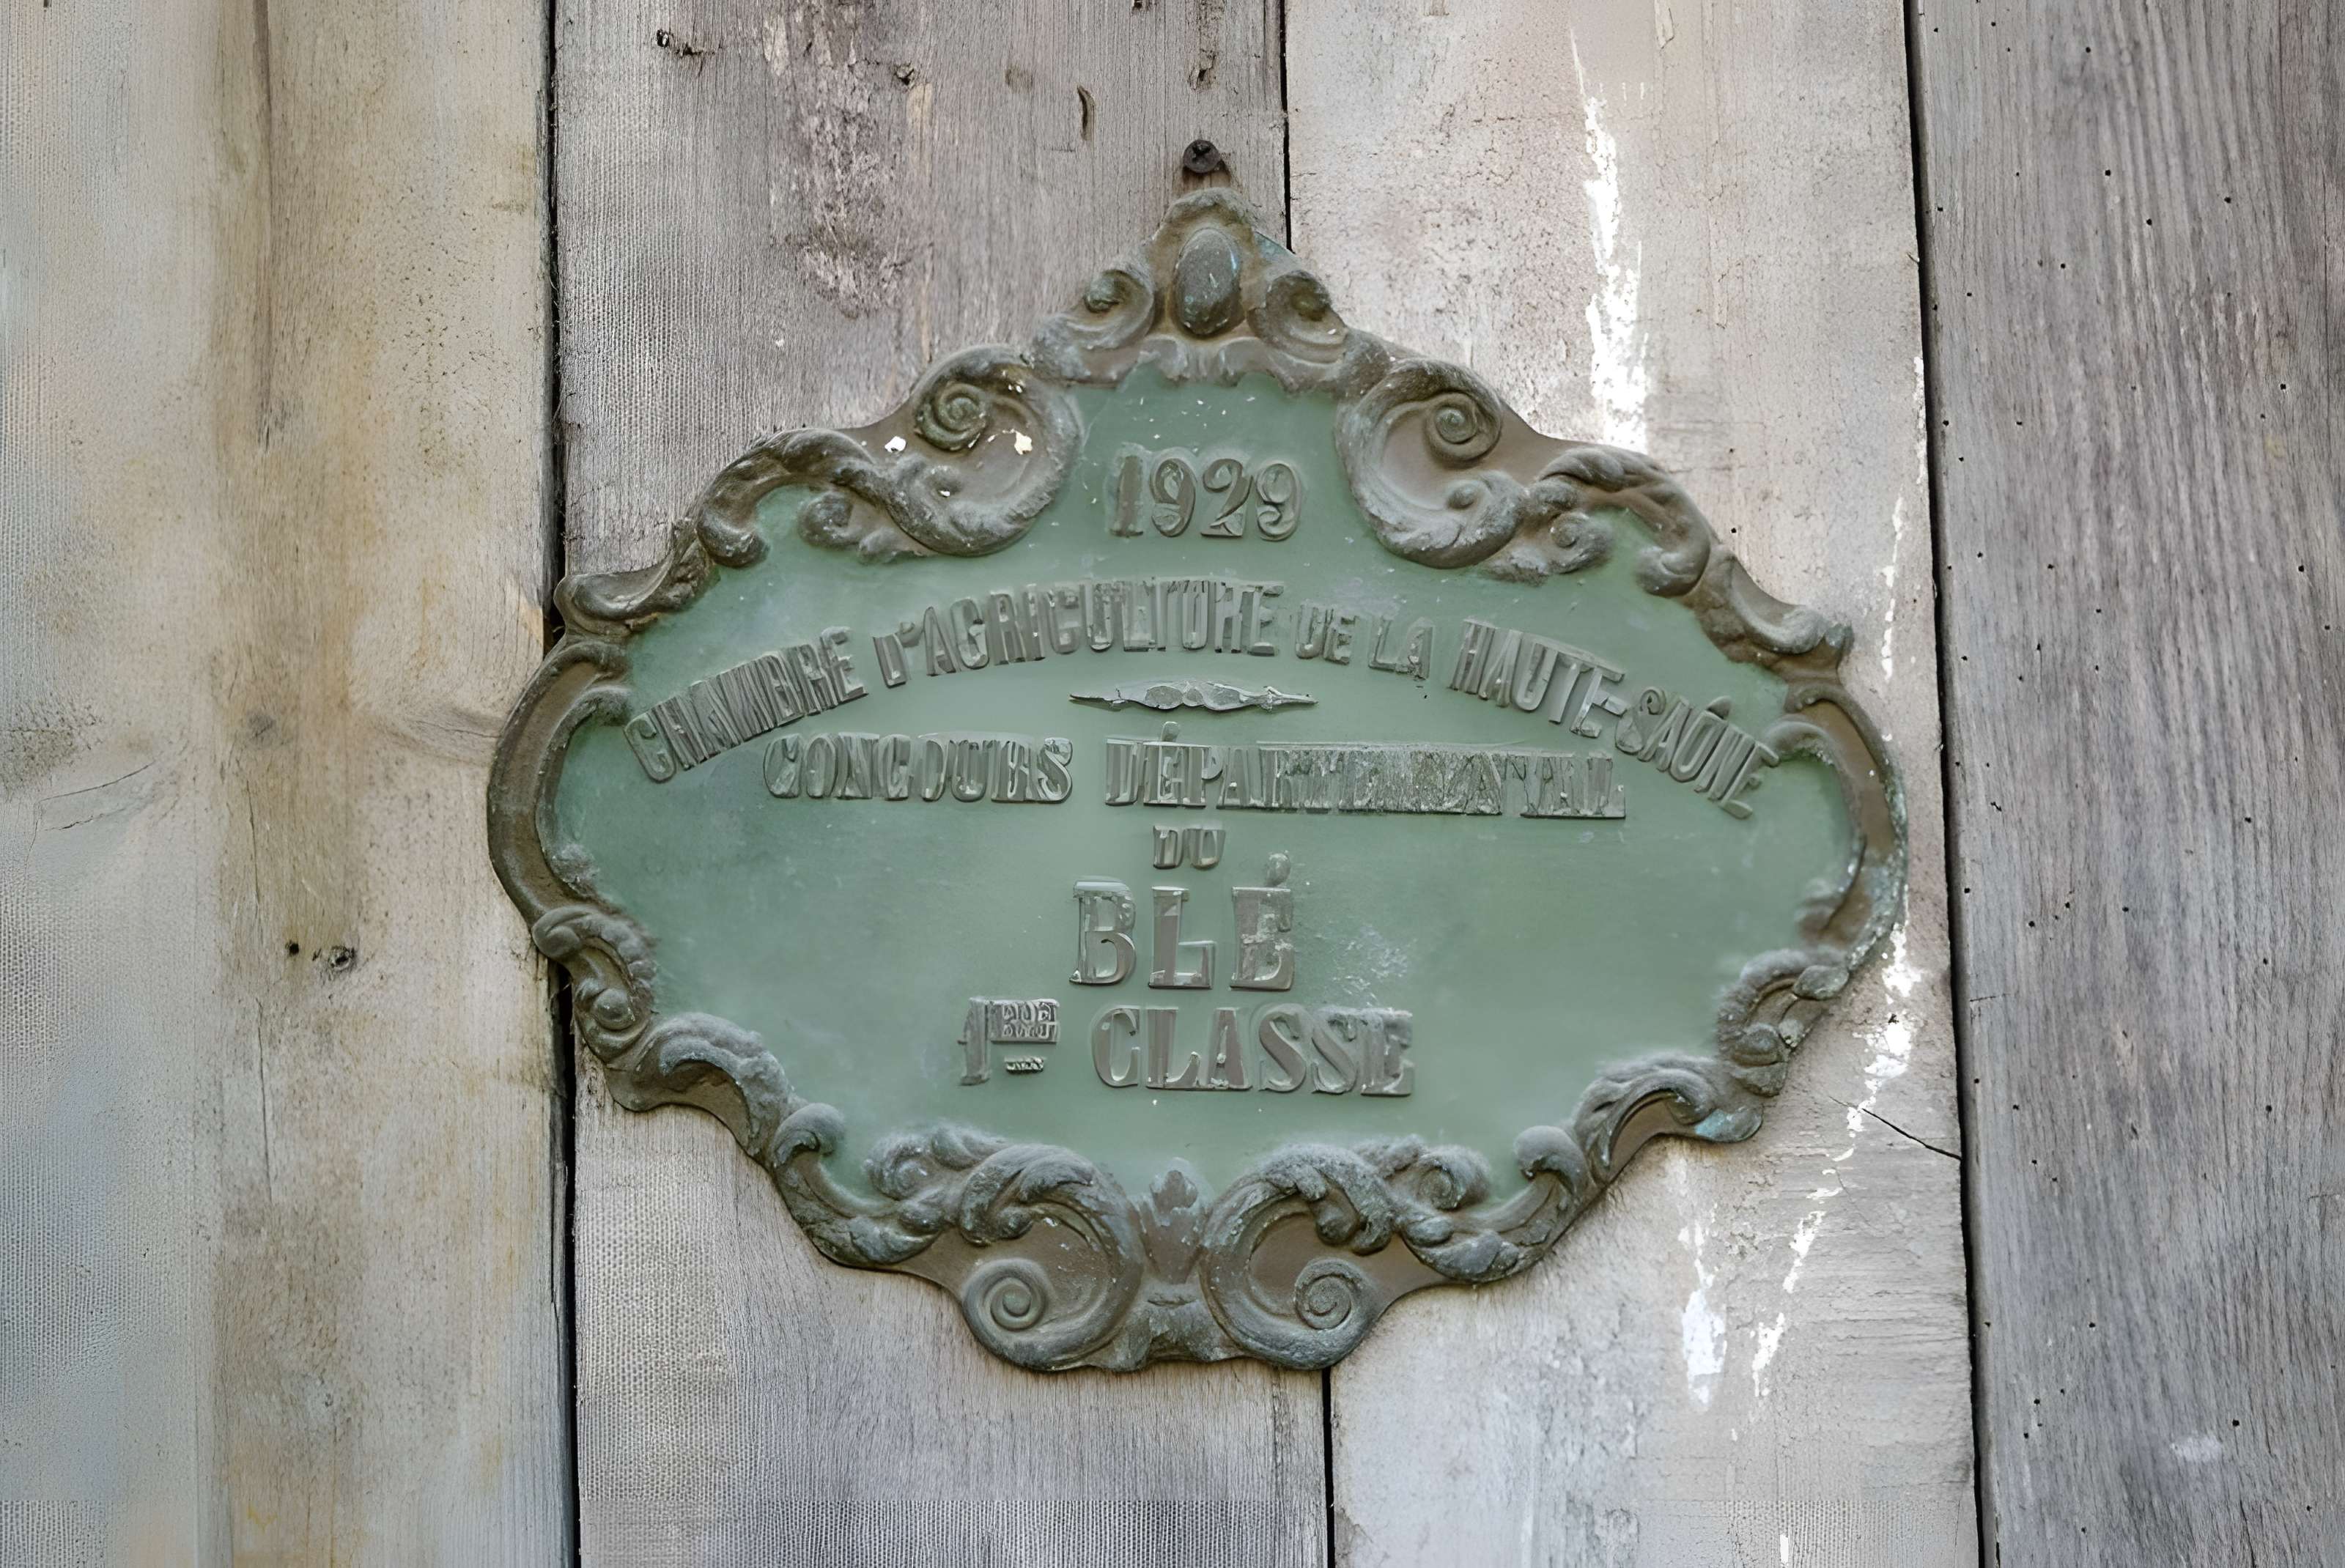 1929
CHAMBRE D'AGRICULTURE DE LA HAUTE-SAÔNE
CONCOURS DÉPARTEMENTAL
DU
BLÉ
CLASSE